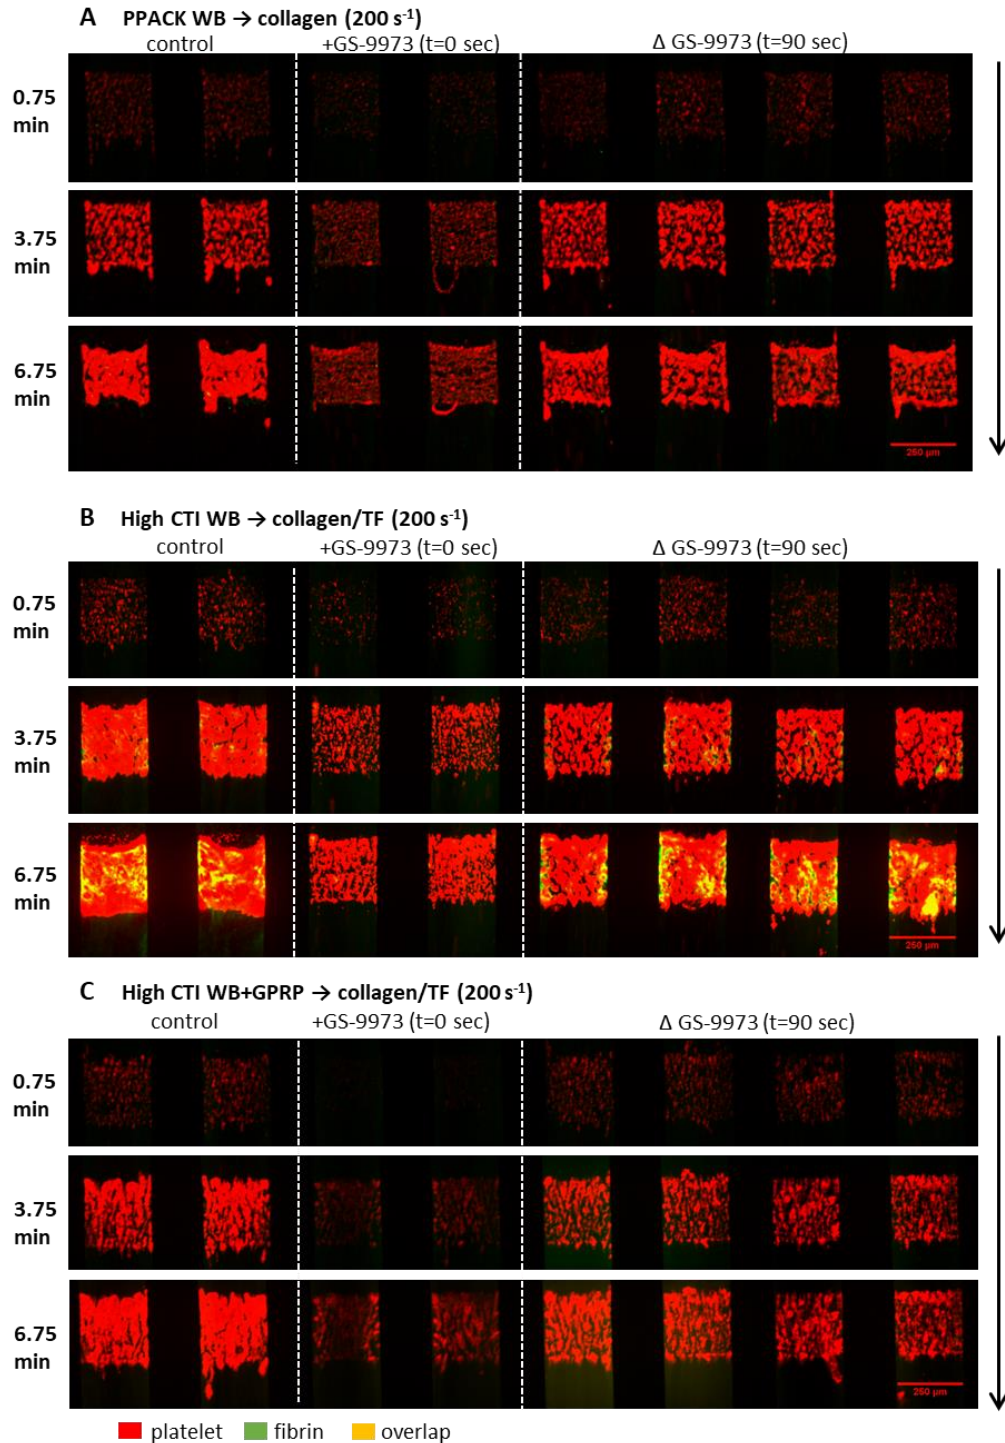 A PPACK WB → collagen (200 s⁻¹)
control +GS-9973 (t=0 sec) Δ GS-9973 (t=90 sec)
0.75
min
3.75
min
6.75
min
250 µm
B High CTI WB → collagen/TF (200 s⁻¹)
control +GS-9973 (t=0 sec) Δ GS-9973 (t=90 sec)
0.75
min
3.75
min
6.75
min
250 µm
C High CTI WB+GPRP → collagen/TF (200 s⁻¹)
control +GS-9973 (t=0 sec) Δ GS-9973 (t=90 sec)
0.75
min
3.75
min
6.75
min
250 µm
platelet fibrin overlap